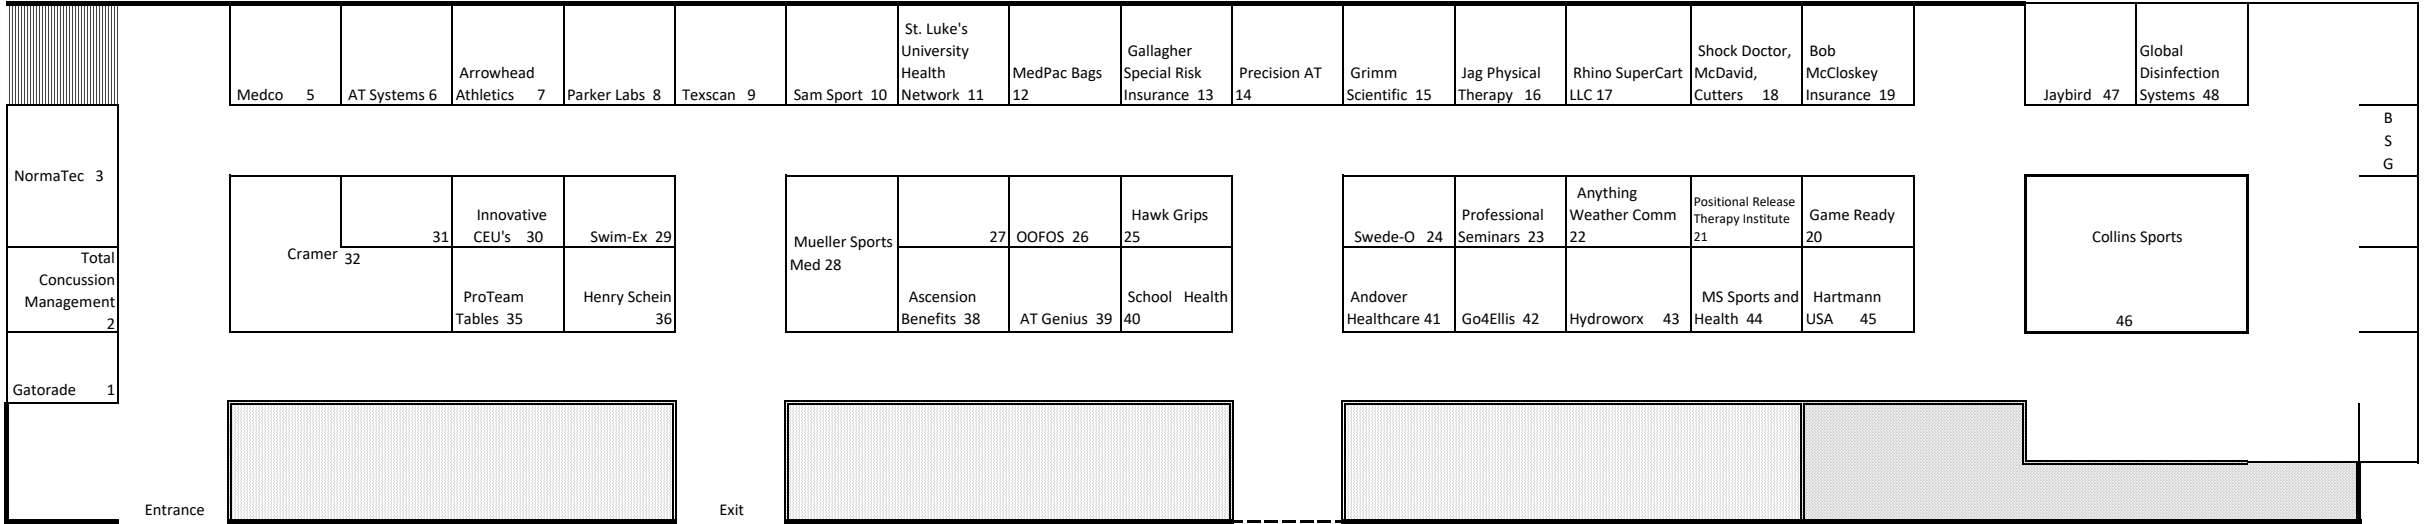 Medco 5
AT Systems 6
Arrowhead
Athletics 7
Parker Labs 8
Texscan 9
Sam Sport 10
St. Luke's
University
Health
Network 11
MedPac Bags
12
Gallagher
Special Risk
Insurance 13
Precision AT
14
Grimm
Scientific 15
Jag Physical
Therapy 16
Rhino SuperCart
LLC 17
Shock Doctor,
McDavid,
Cutters 18
Bob
McCloskey
Insurance 19
Jaybird 47
Global
Disinfection
Systems 48
B
S
G
NormaTec 3
Cramer 32
31
Innovative
CEU's 30
Swim-Ex 29
Mueller Sports
Med 28
27
OOFOS 26
Hawk Grips
25
Swede-O 24
Professional
Seminars 23
Anything
Weather Comm
22
Positional Release
Therapy Institute
21
Game Ready
20
Collins Sports
46
Total
Concussion
Management
2
ProTeam
Tables 35
Henry Schein
36
Ascension
Benefits 38
AT Genius 39
School Health
40
Andover
Healthcare 41
Go4Ellis 42
Hydroworx 43
MS Sports and
Health 44
Hartmann
USA 45
Gatorade 1
Entrance
Exit